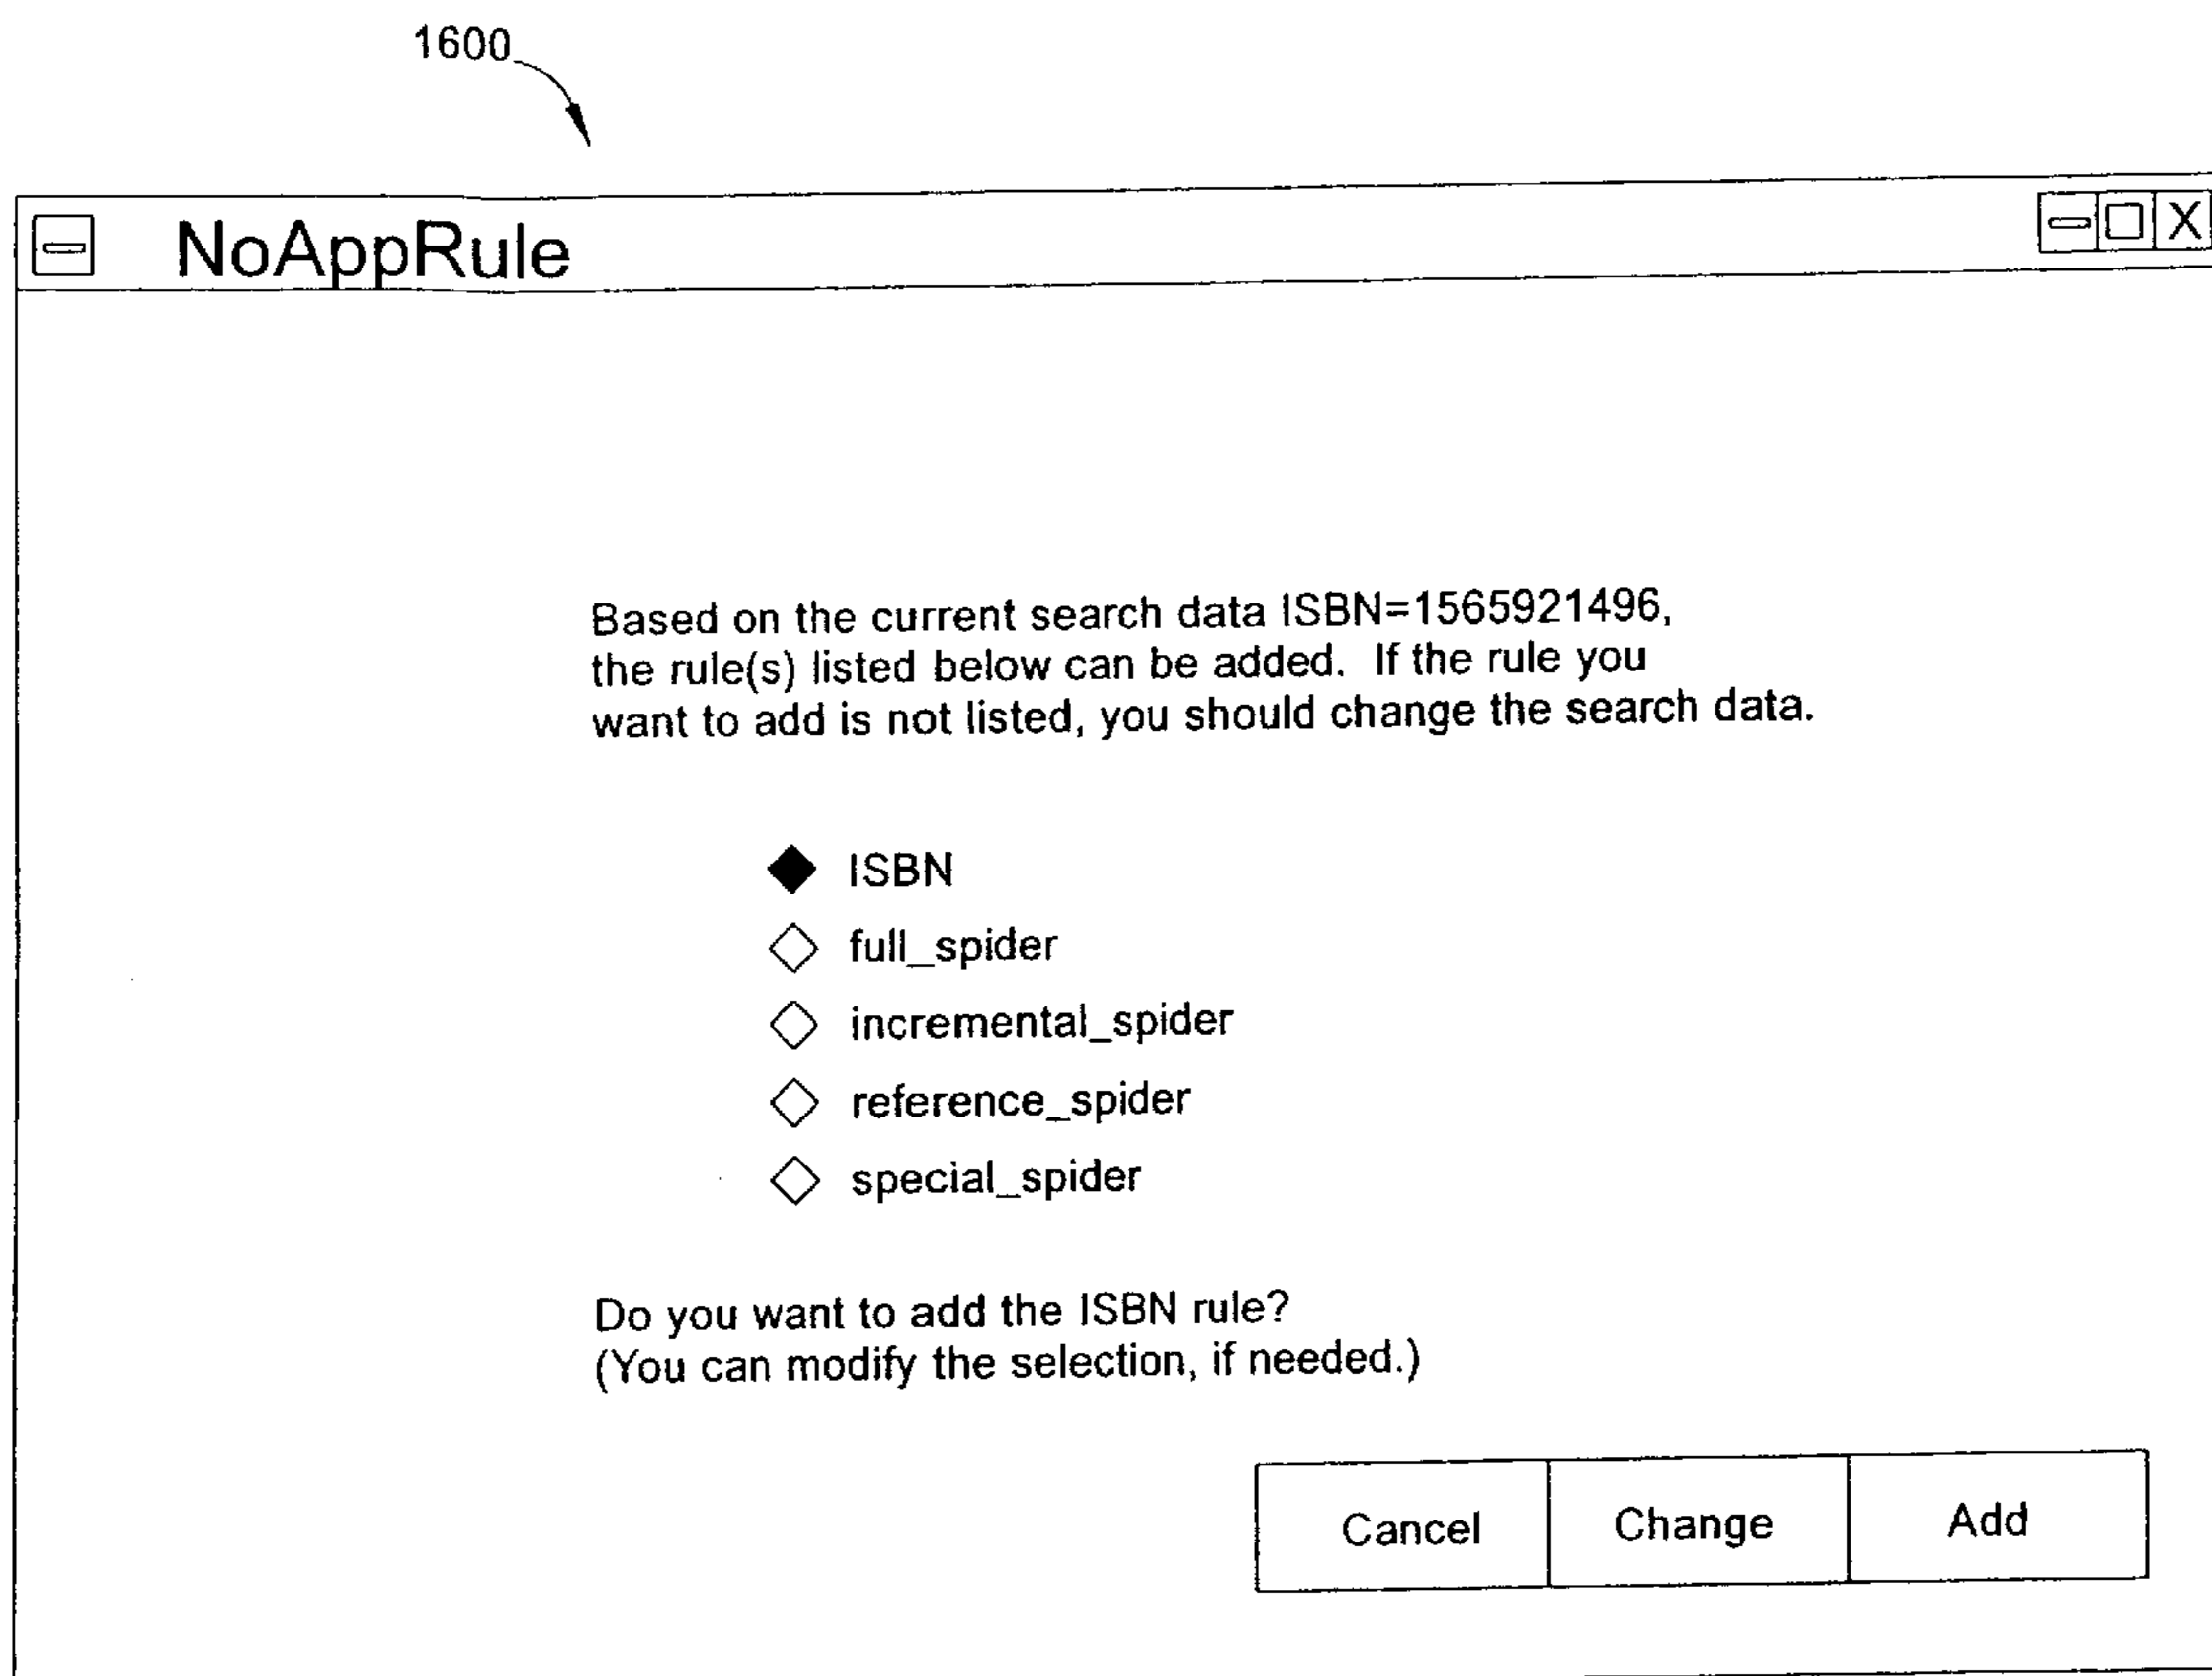 1600
NoAppRule
X
Based on the current search data ISBN=1565921496,
the rule(s) listed below can be added. If the rule you
want to add is not listed, you should change the search data.
ISBN
full_spider
incremental_spider
reference_spider
special_spider
Do you want to add the ISBN rule?
(You can modify the selection, if needed.)
Cancel Change Add